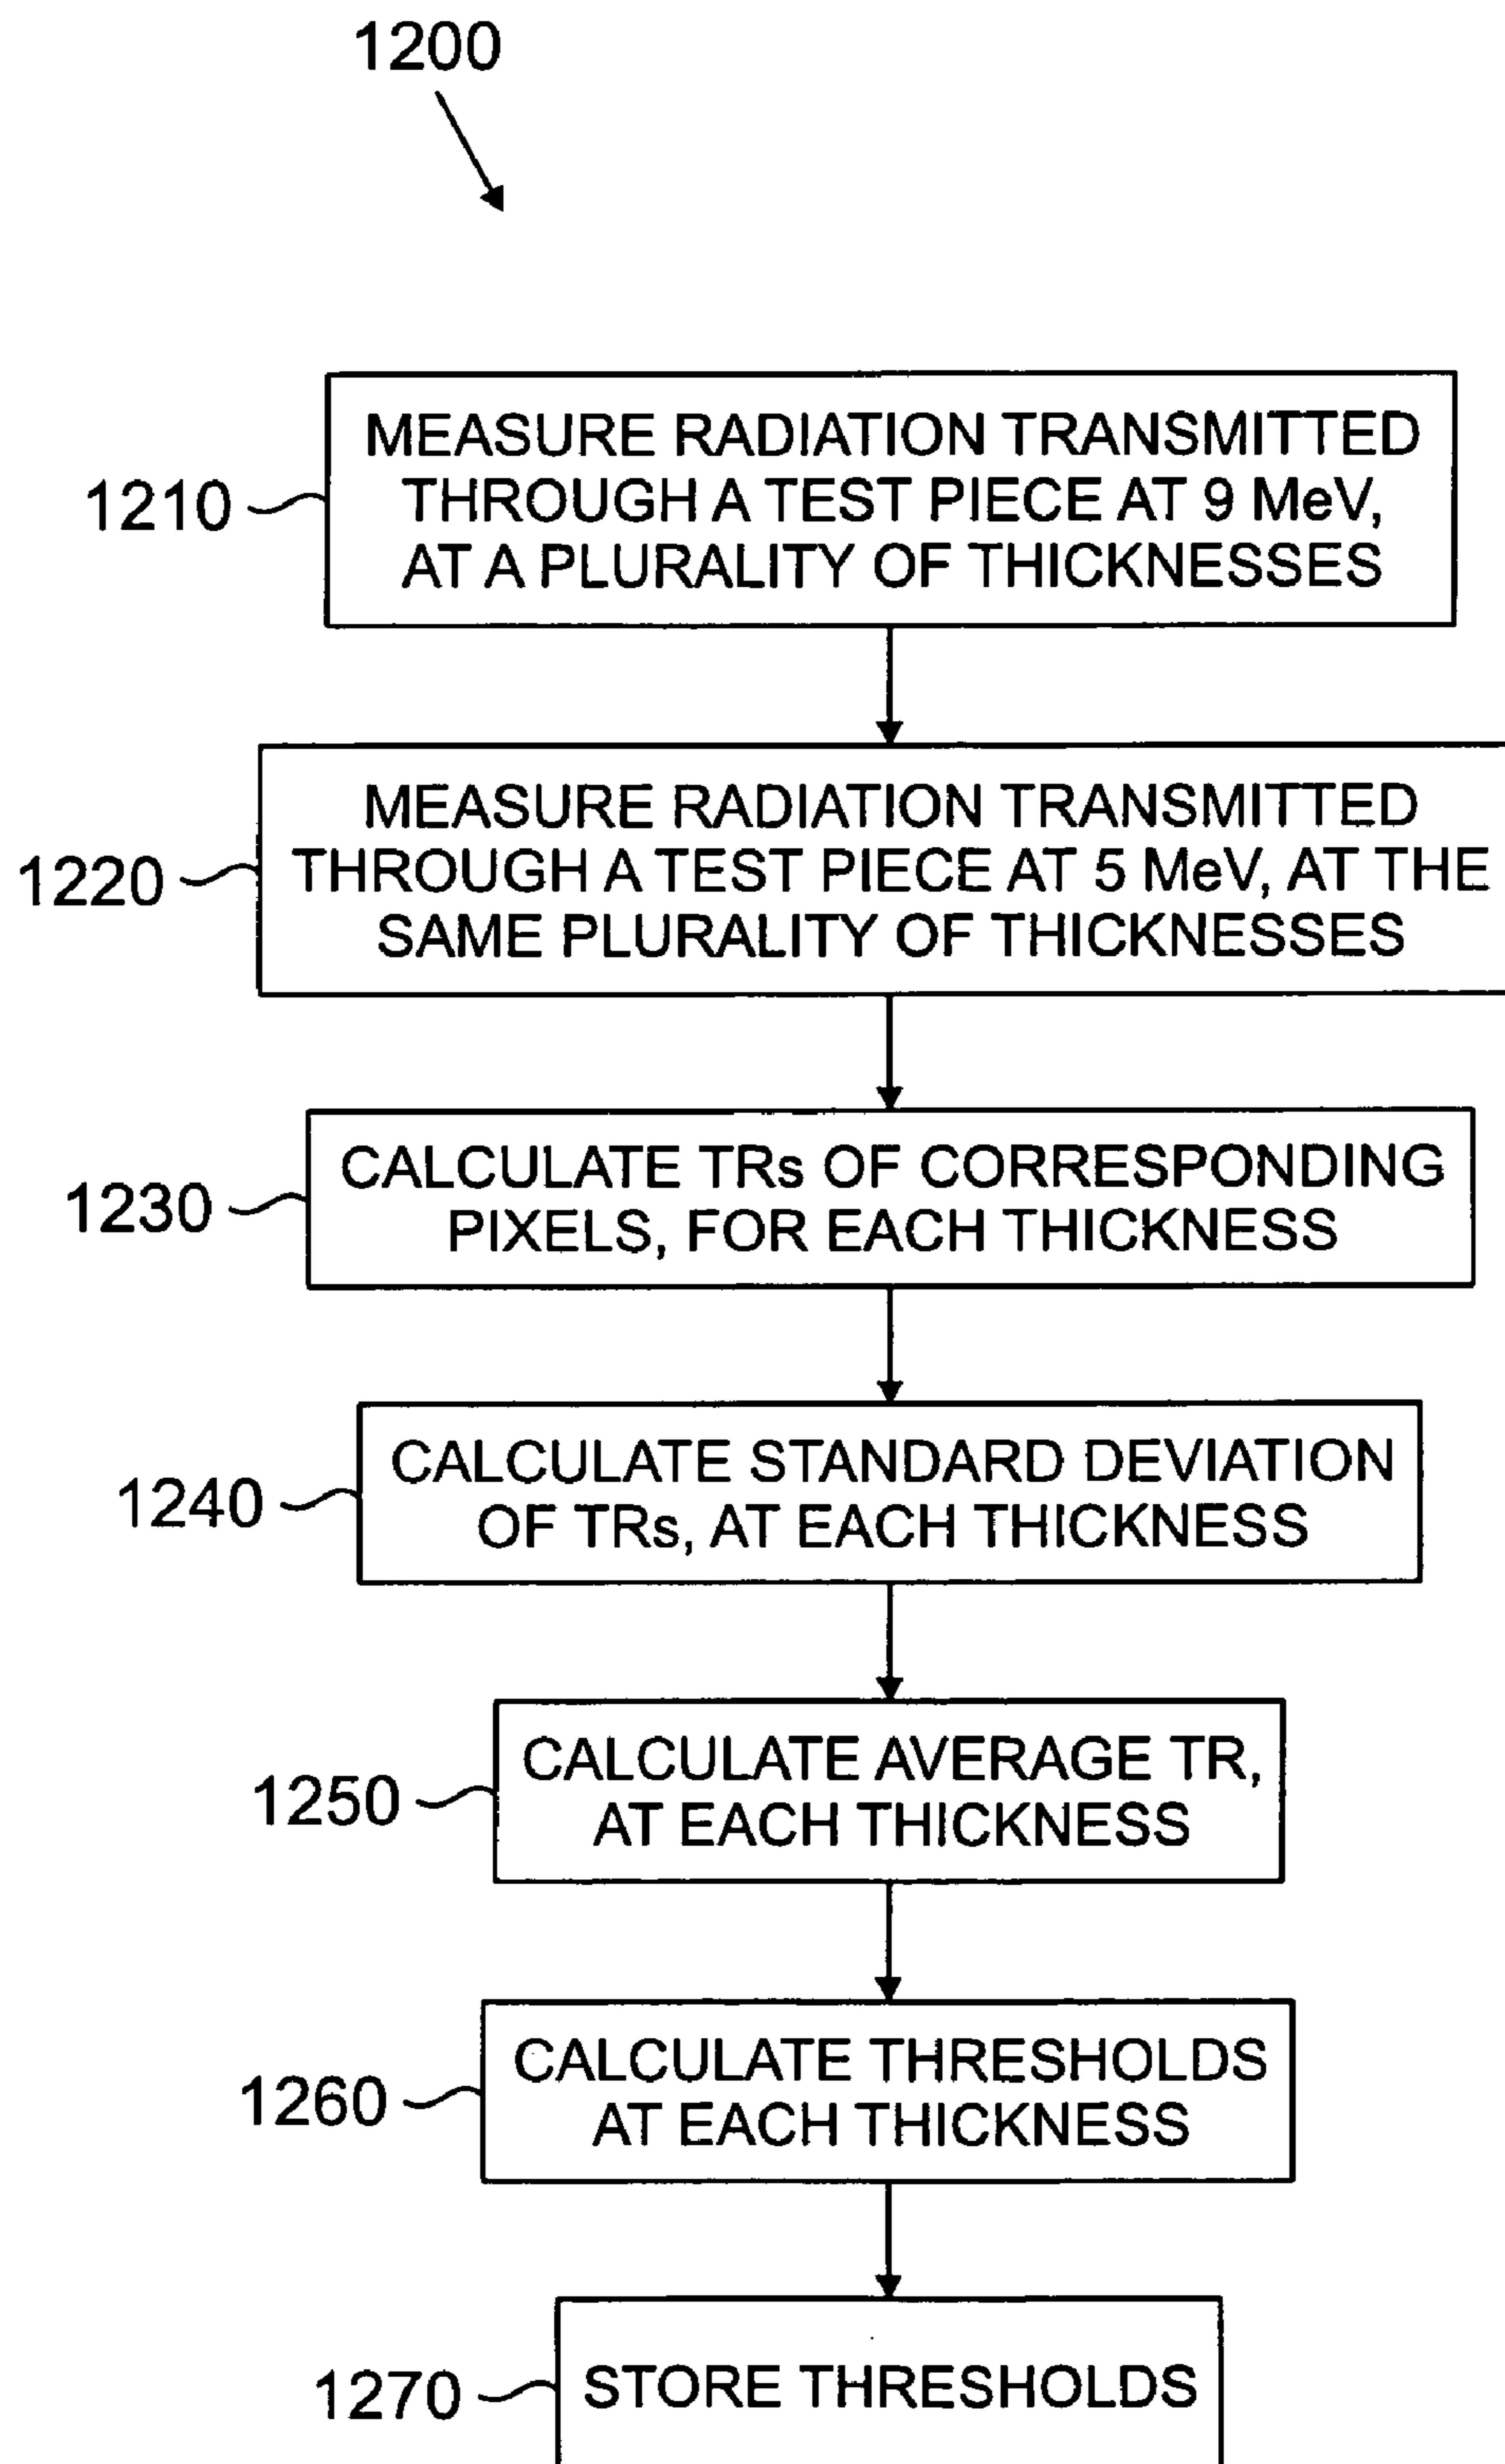 1200
MEASURE RADIATION TRANSMITTED
THROUGH A TEST PIECE AT 9 MeV,
AT A PLURALITY OF THICKNESSES
1210
MEASURE RADIATION TRANSMITTED
THROUGH A TEST PIECE AT 5 MeV, AT THE
SAME PLURALITY OF THICKNESSES
1220
CALCULATE TRs OF CORRESPONDING
PIXELS, FOR EACH THICKNESS
1230
CALCULATE STANDARD DEVIATION
OF TRs, AT EACH THICKNESS
1240
CALCULATE AVERAGE TR,
AT EACH THICKNESS
1250
CALCULATE THRESHOLDS
AT EACH THICKNESS
1260
STORE THRESHOLDS
1270